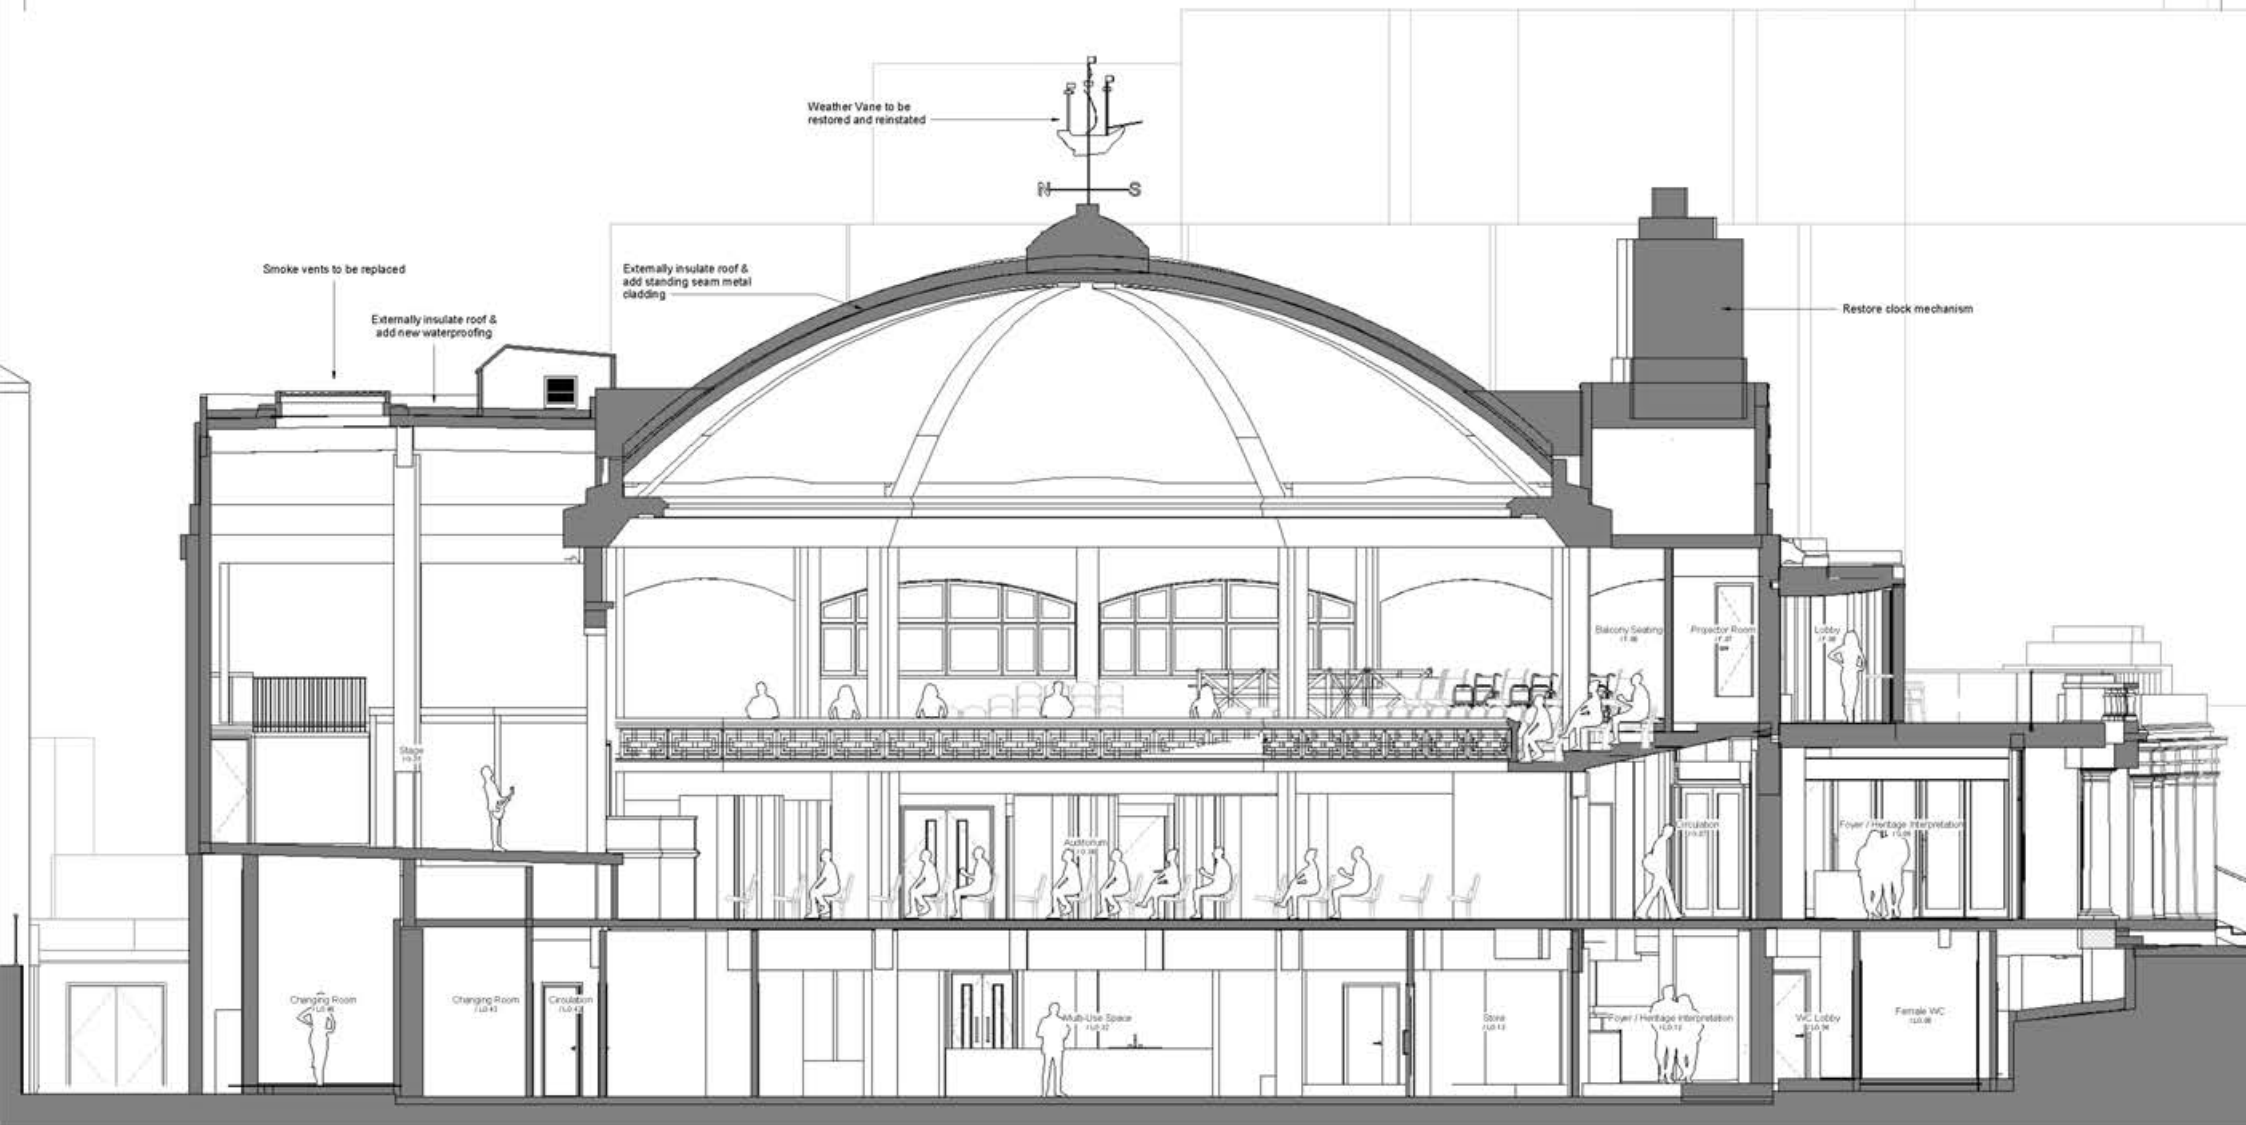 Weather Vane to be
restored and reinstated
N
S
Smoke vents to be replaced
Externally insulate roof &
add standing seam metal
cladding
Externally insulate roof &
add new waterproofing
Restore clock mechanism
Balcony Seating
Projector Room
Lobby
Stage
Auditorium
Circulation
Foyer / Heritage Interpretation
Changing Room
Changing Room
Circulation
Multi-Use Space
Store
Foyer / Heritage Interpretation
WC Lobby
Female WC